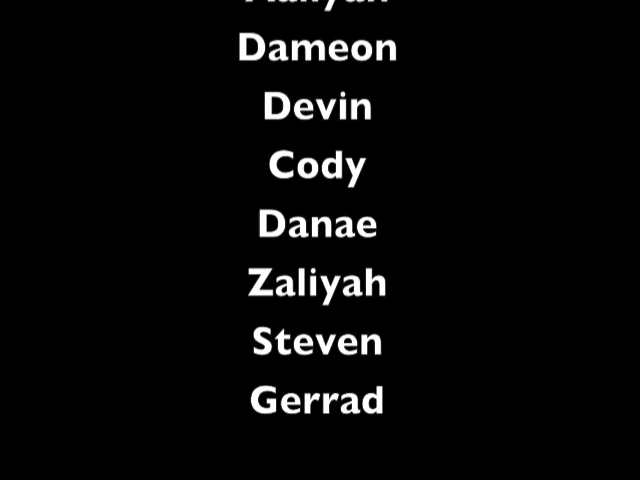 Dameon
Devin
Cody
Danae
Zaliyah
Steven
Gerrad